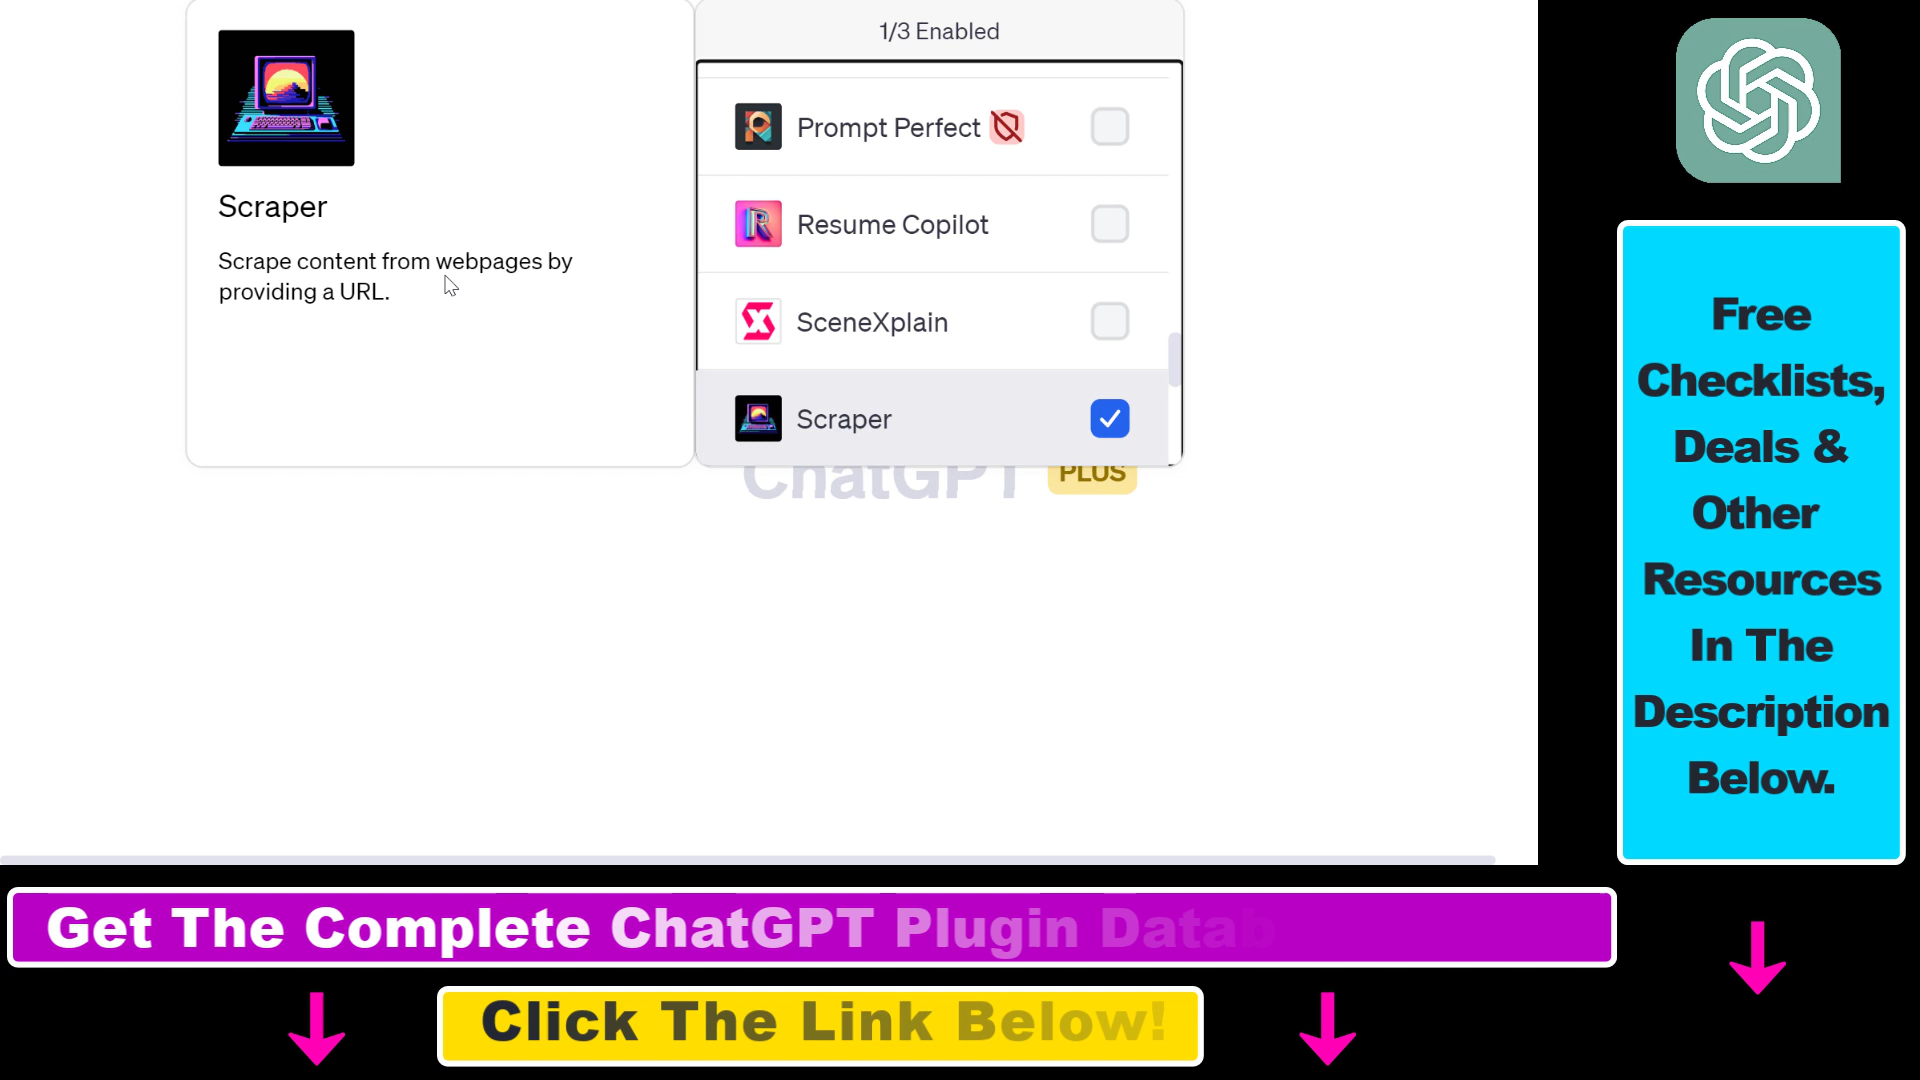 1/3 Enabled
Prompt Perfect
Resume Copilot
SceneXplain
Scraper
Scraper
Scrape content from webpages by
providing a URL.
ChatGPT PLUS
Free
Checklists,
Deals &
Other
Resources
In The
Description
Below.
Get The Complete ChatGPT Plugin Datab
Click The Link Below!